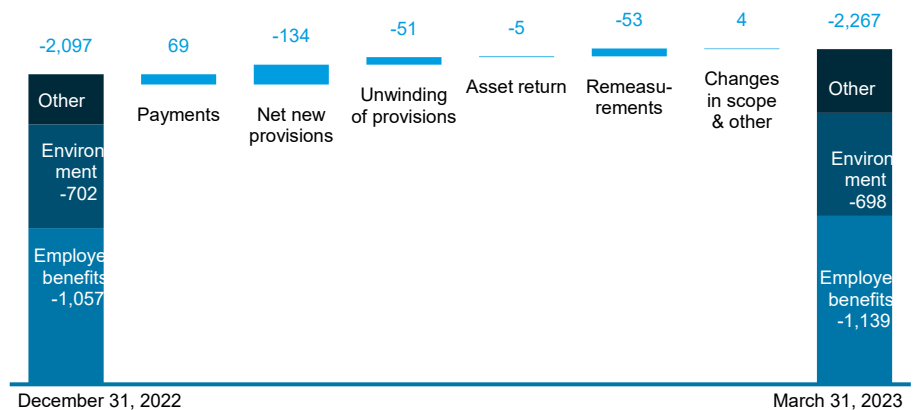 -2,097
69
-134
-51
-5
-53
4
-2,267
Other
Environ
ment
-702
Employe
benefits
-1,057
Payments
Net new
provisions
Unwinding
of provisions
Asset return
Remeasu-
rements
Changes
in scope
& other
Other
Environ
ment
-698
Employe
benefits
-1,139
December 31, 2022
March 31, 2023